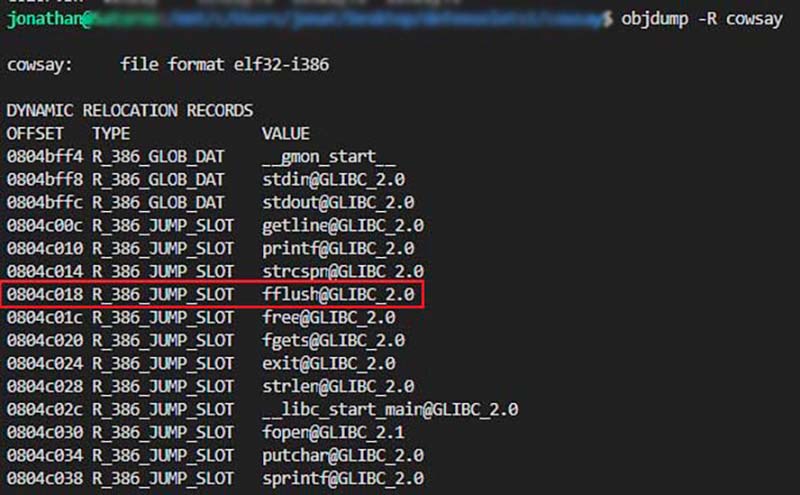 jonathan@ $ objdump -R cowsay
cowsay:     file format elf32-i386
DYNAMIC RELOCATION RECORDS
OFFSET   TYPE              VALUE
0804bff4 R_386_GLOB_DAT    __gmon_start__
0804bff8 R_386_GLOB_DAT    stdin@GLIBC_2.0
0804bffc R_386_GLOB_DAT    stdout@GLIBC_2.0
0804c00c R_386_JUMP_SLOT   getline@GLIBC_2.0
0804c010 R_386_JUMP_SLOT   printf@GLIBC_2.0
0804c014 R_386_JUMP_SLOT   strcspn@GLIBC_2.0
0804c018 R_386_JUMP_SLOT   fflush@GLIBC_2.0
0804c01c R_386_JUMP_SLOT   free@GLIBC_2.0
0804c020 R_386_JUMP_SLOT   fgets@GLIBC_2.0
0804c024 R_386_JUMP_SLOT   exit@GLIBC_2.0
0804c028 R_386_JUMP_SLOT   strlen@GLIBC_2.0
0804c02c R_386_JUMP_SLOT   __libc_start_main@GLIBC_2.0
0804c030 R_386_JUMP_SLOT   fopen@GLIBC_2.1
0804c034 R_386_JUMP_SLOT   putchar@GLIBC_2.0
0804c038 R_386_JUMP_SLOT   sprintf@GLIBC_2.0